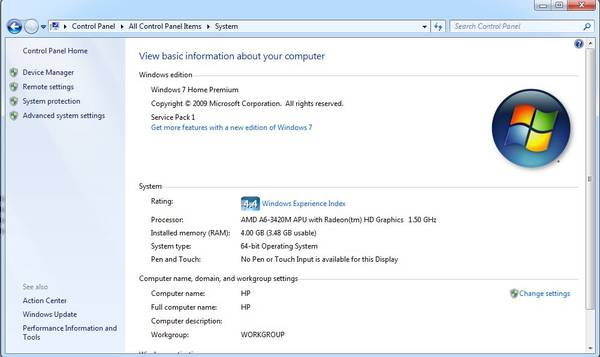 Control Panel ▸ All Control Panel Items ▸ System
Search Control Panel
Control Panel Home
Device Manager
Remote settings
System protection
Advanced system settings
See also
Action Center
Windows Update
Performance Information and
Tools
View basic information about your computer
Windows edition
Windows 7 Home Premium
Copyright © 2009 Microsoft Corporation. All rights reserved.
Service Pack 1
Get more features with a new edition of Windows 7
System
Rating: 4.4 Windows Experience Index
Processor: AMD A6-3420M APU with Radeon(tm) HD Graphics 1.50 GHz
Installed memory (RAM): 4.00 GB (3.48 GB usable)
System type: 64-bit Operating System
Pen and Touch: No Pen or Touch Input is available for this Display
Computer name, domain, and workgroup settings
Computer name: HP Change settings
Full computer name: HP
Computer description:
Workgroup: WORKGROUP